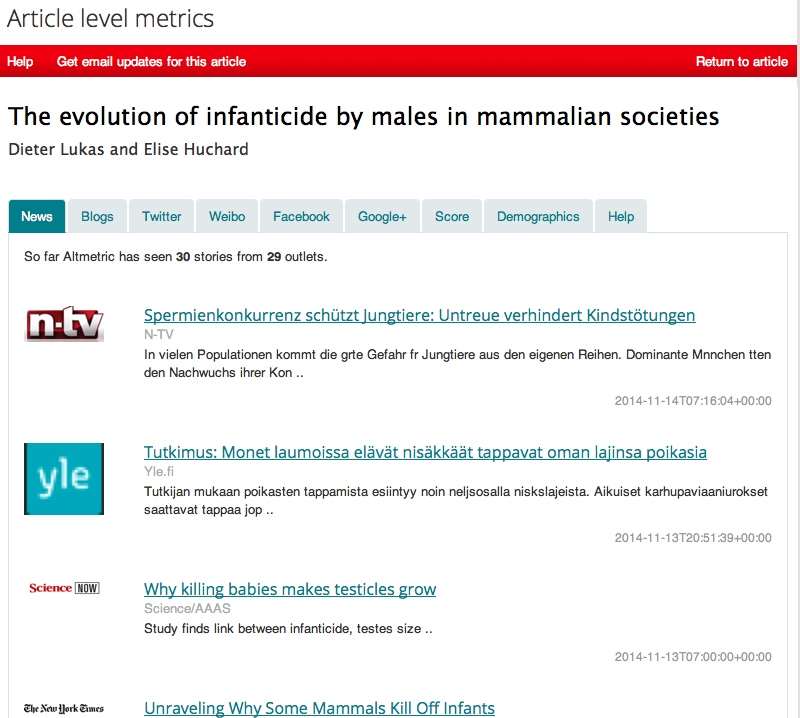 Article level metrics
Help Get email updates for this article Return to article
The evolution of infanticide by males in mammalian societies
Dieter Lukas and Elise Huchard
News Blogs Twitter Weibo Facebook Google+ Score Demographics Help
So far Altmetric has seen 30 stories from 29 outlets.
n-tv
Spermienkonkurrenz schützt Jungtiere: Untreue verhindert Kindstötungen
N-TV
In vielen Populationen kommt die grte Gefahr fr Jungtiere aus den eigenen Reihen. Dominante Mnnchen tten
den Nachwuchs ihrer Kon ..
2014-11-14T07:16:04+00:00
yle
Tutkimus: Monet laumoissa elävät nisäkkäät tappavat oman lajinsa poikasia
Yle.fi
Tutkijan mukaan poikasten tappamista esiintyy noin neljsosalla niskslajeista. Aikuiset karhupaviaaniurokset
saattavat tappaa jop ..
2014-11-13T20:51:39+00:00
Science NOW
Why killing babies makes testicles grow
Science/AAAS
Study finds link between infanticide, testes size ..
2014-11-13T07:00:00+00:00
The New York Times
Unraveling Why Some Mammals Kill Off Infants